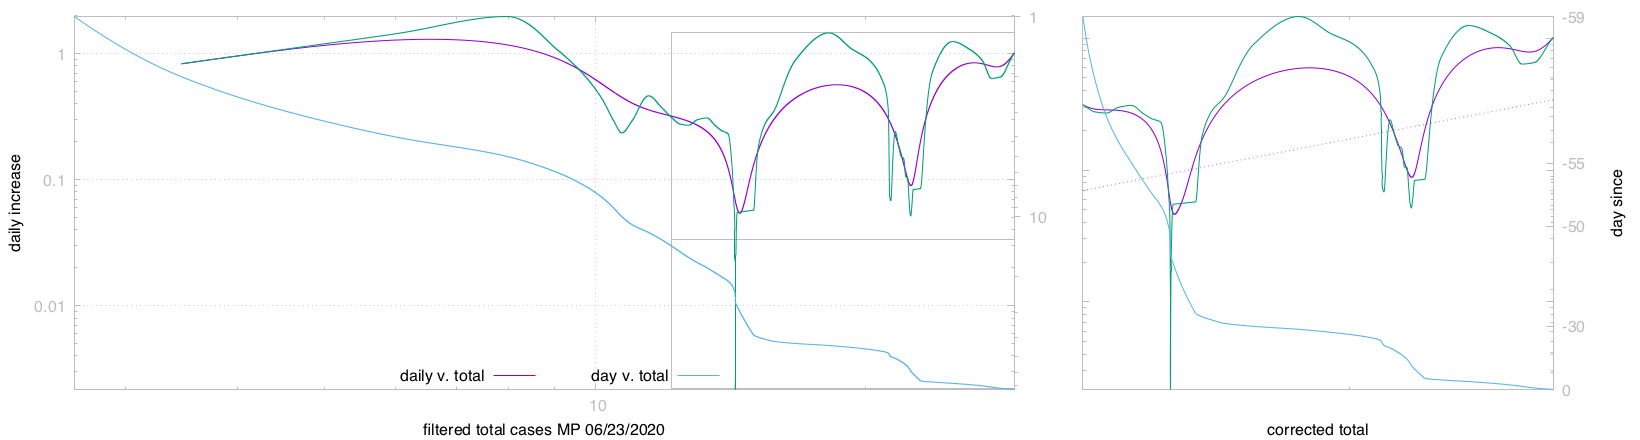 1
0.1
0.01
daily increase
daily v. total
day v. total
10
filtered total cases MP 06/23/2020
1
10
-59
-55
-50
-30
0
day since
corrected total